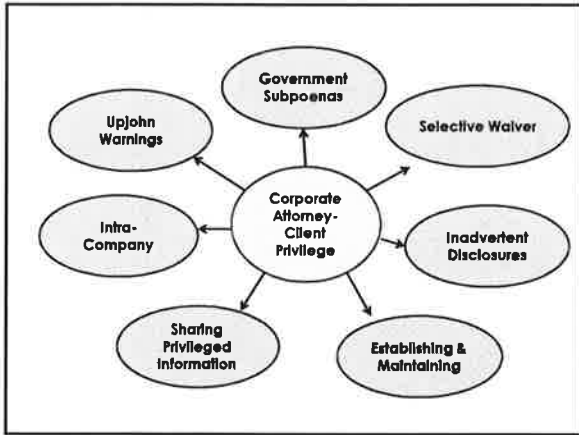 Government
Subpoenas
Upjohn
Warnings
Selective Waiver
Corporate
Attorney-
Client
Privilege
Intra-
Company
Inadvertent
Disclosures
Sharing
Privileged
Information
Establishing &
Maintaining